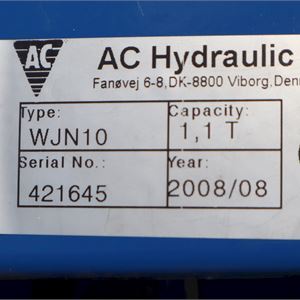 AC
AC Hydraulic
Fanøvej 6-8,DK-8800 Viborg,Den
Type: Capacity:
WJN10 1,1 T
Serial No.: Year:
421645 2008/08